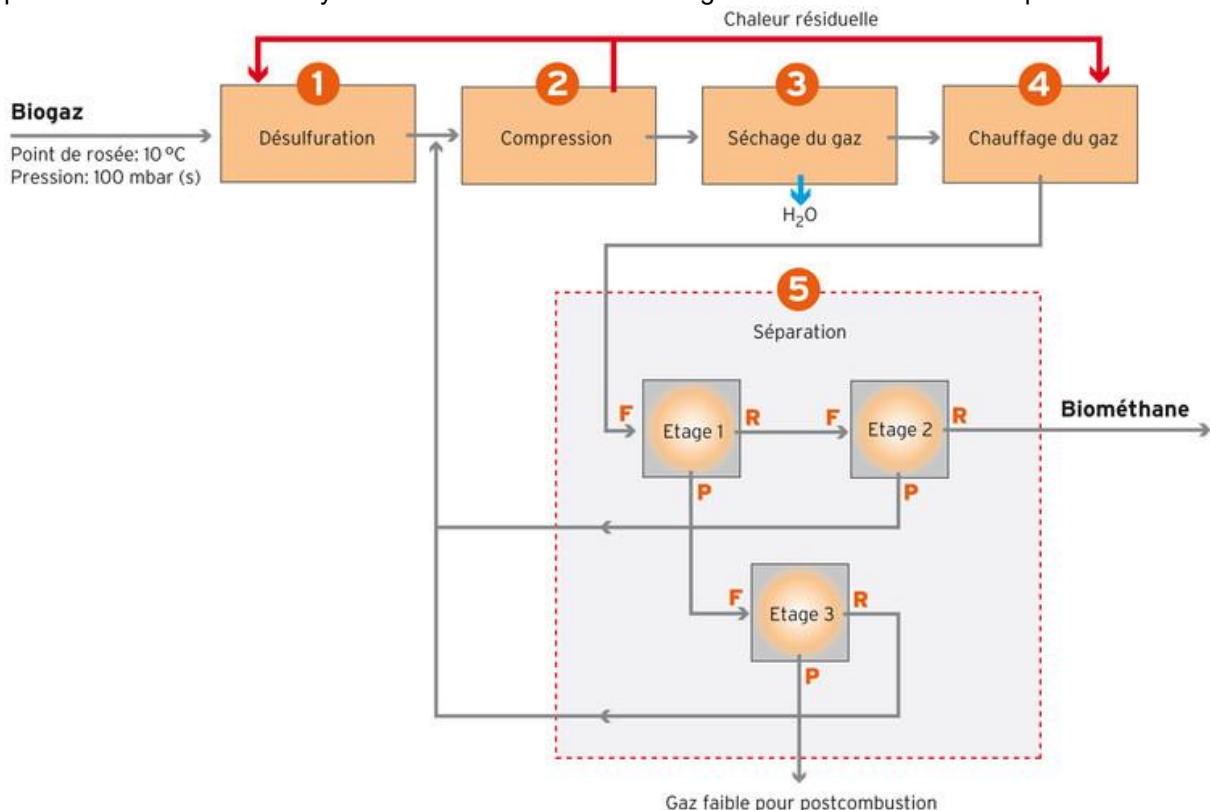 Chaleur résiduelle
1
2
3
4
Biogaz
Point de rosée: 10 °C
Pression: 100 mbar (s)
Désulfuration
Compression
Séchage du gaz
Chauffage du gaz
H₂O
5
Séparation
F
Etage 1
R
F
Etage 2
R
Biométhane
P
P
F
Etage 3
R
P
Gaz faible pour postcombustion